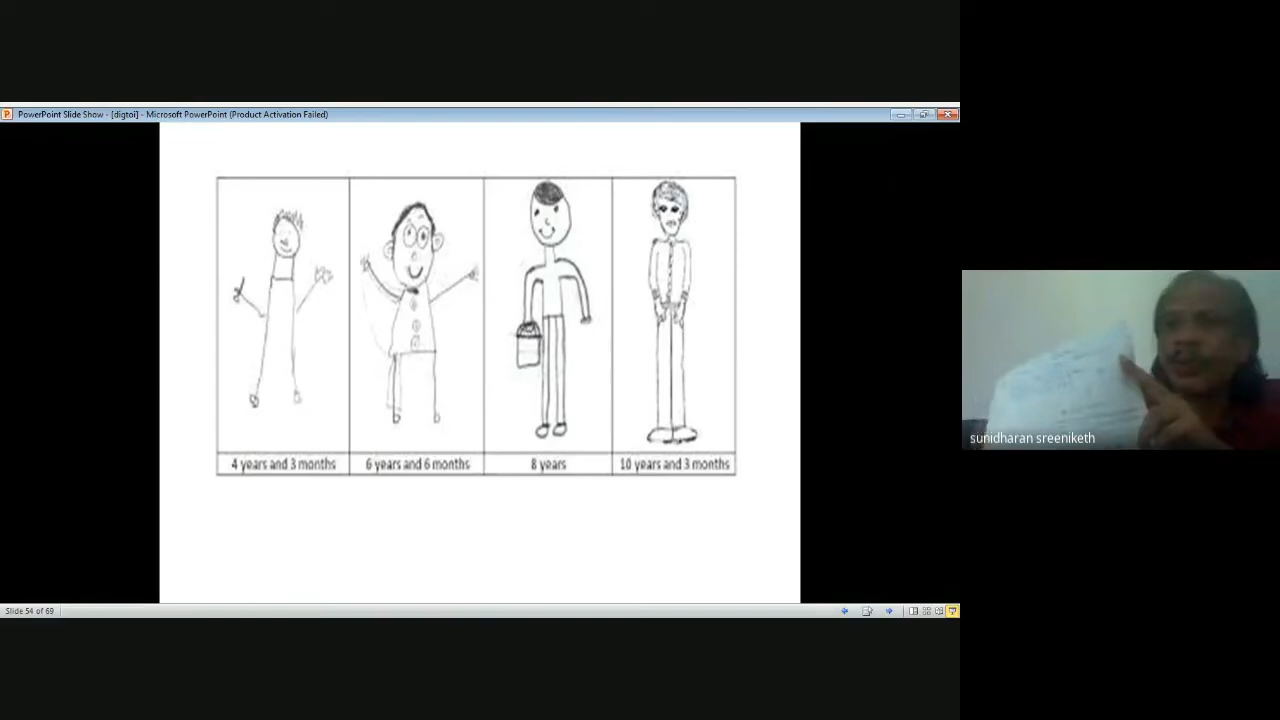 PowerPoint Slide Show - [digtoi] - Microsoft PowerPoint (Product Activation Failed)
4 years and 3 months
6 years and 6 months
8 years
10 years and 3 months
sunidharan sreeniketh
Slide 54 of 69